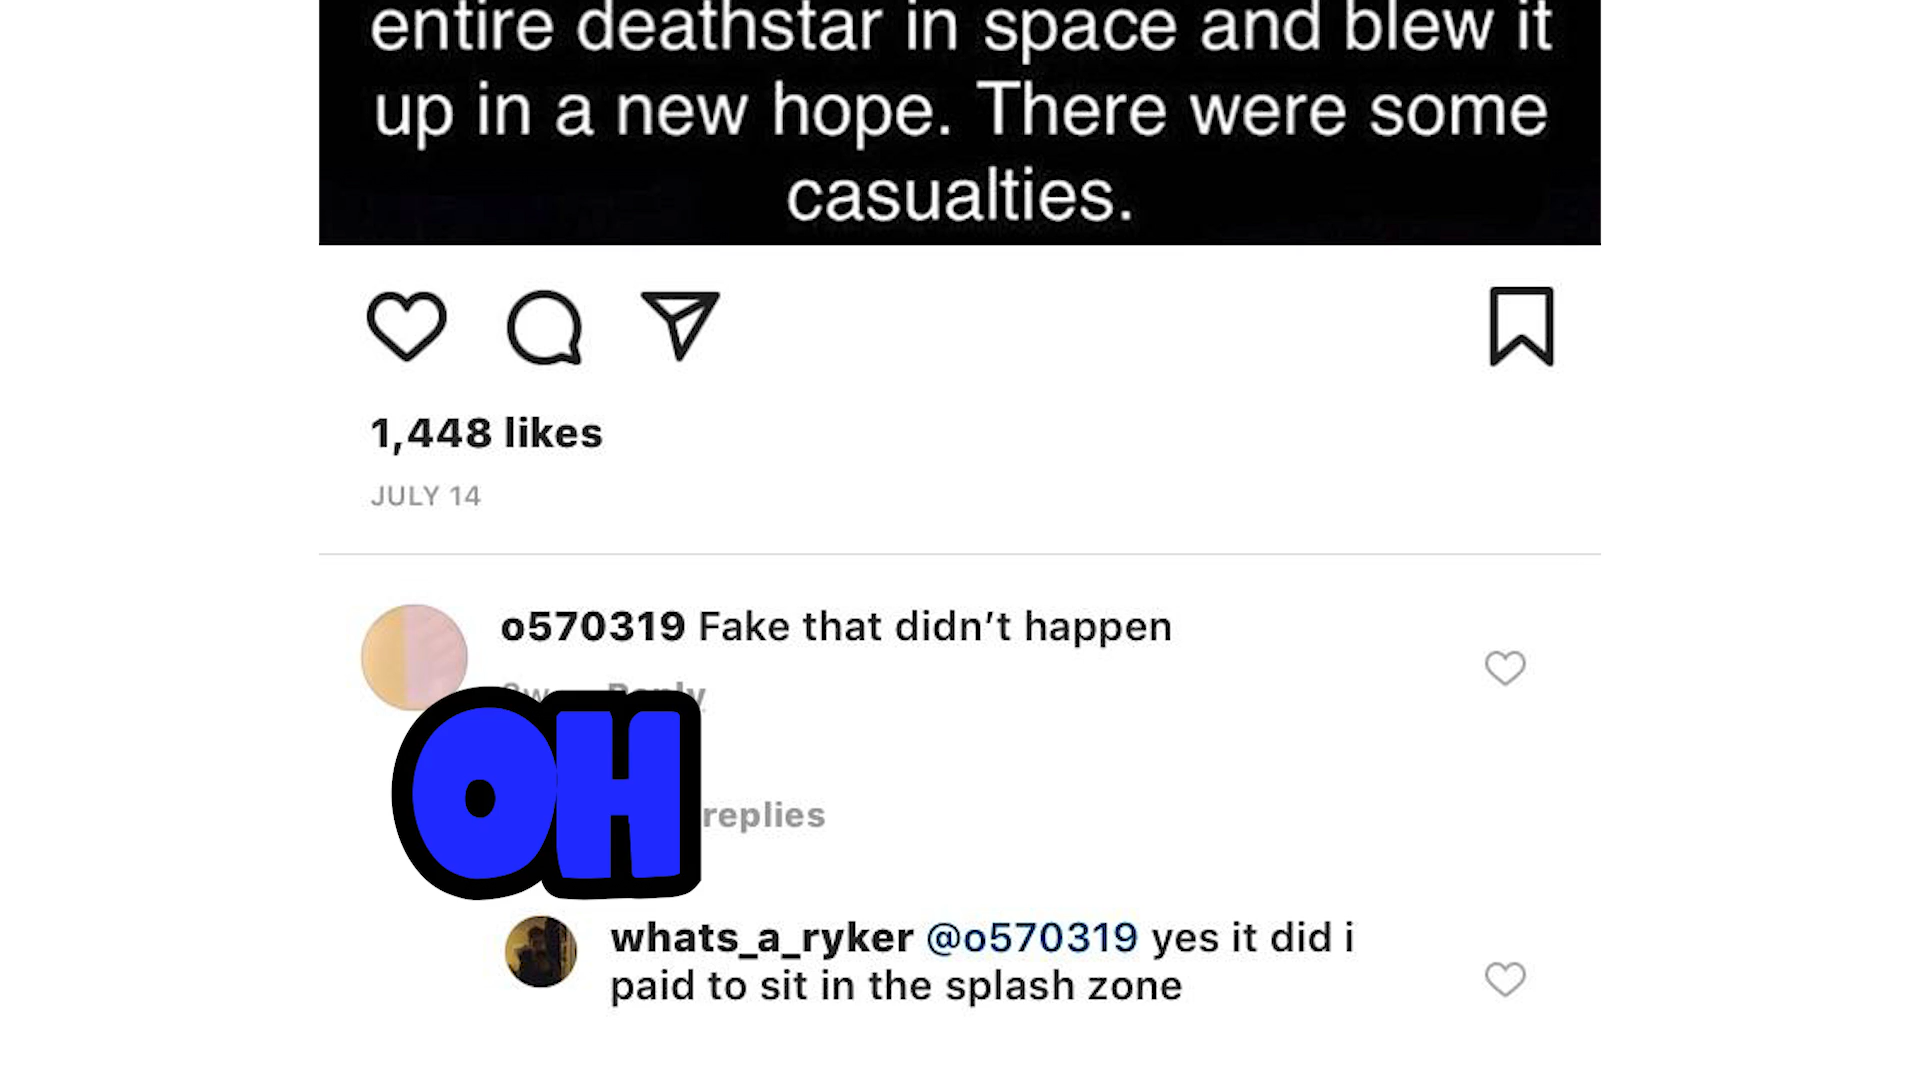 entire deathstar in space and blew it
up in a new hope. There were some
casualties.
1,448 likes
JULY 14
o570319 Fake that didn’t happen
Reply
OH
replies
whats_a_ryker @o570319 yes it did i
paid to sit in the splash zone